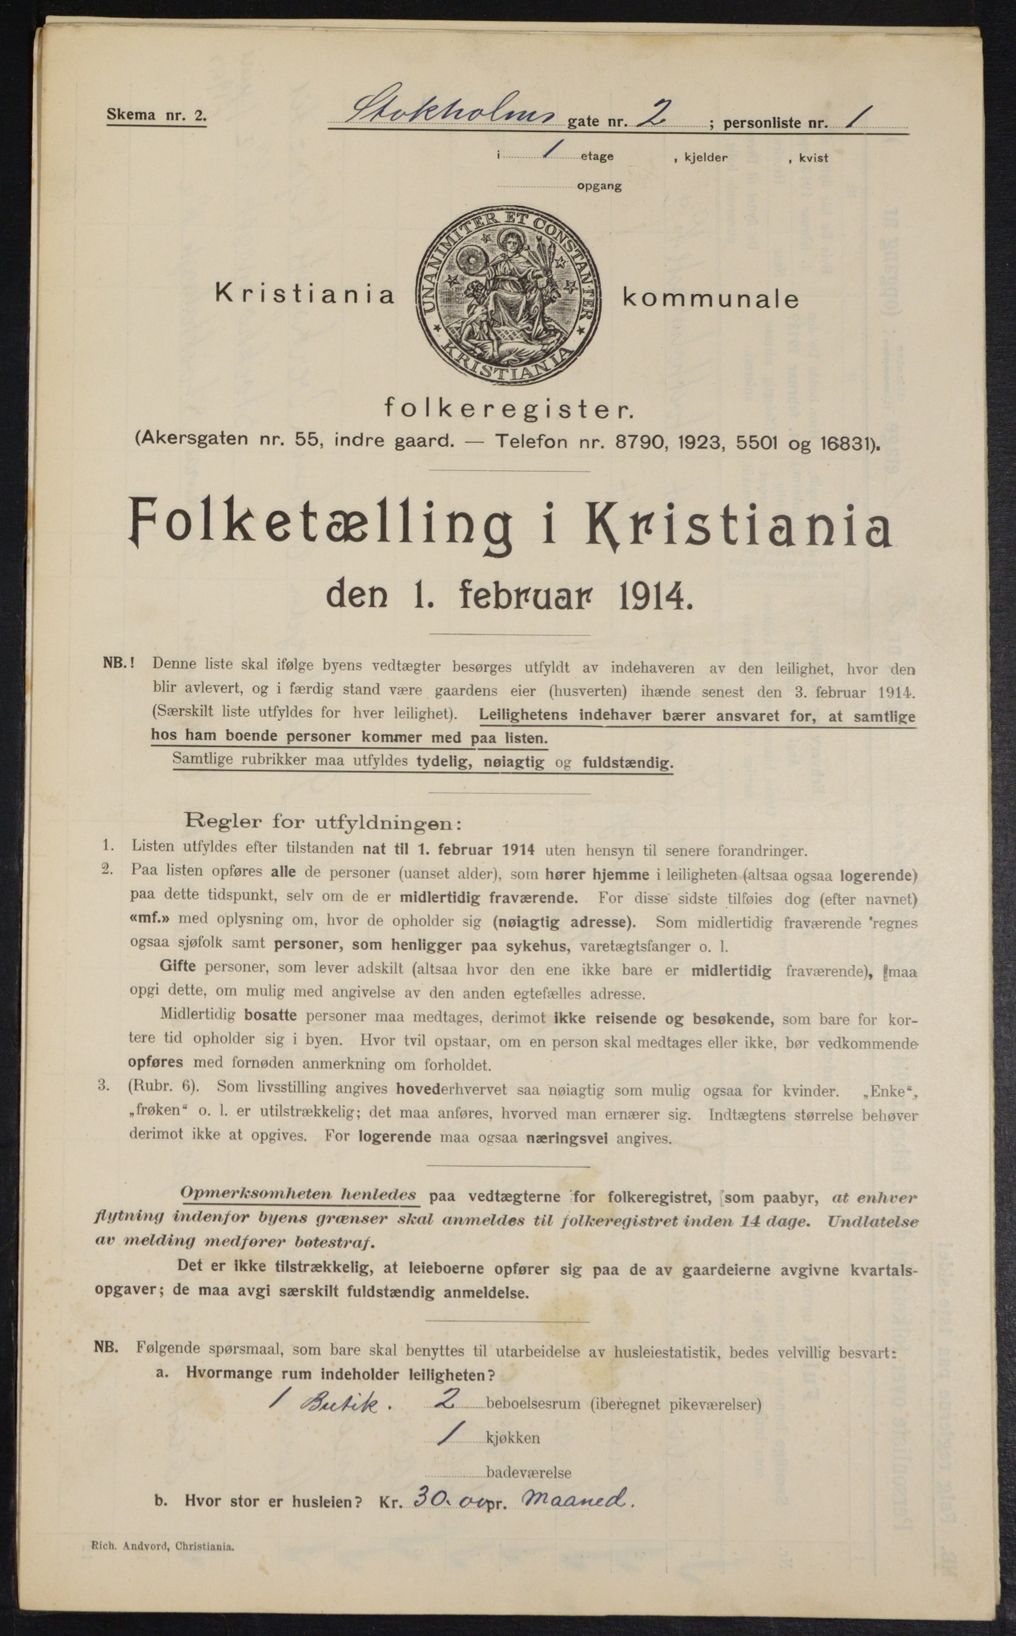 Skema nr. 2.
Stokholms gate nr. 2 ; personliste nr. 1
i 1 etage , kjelder , kvist
opgang
UNANIMITER ET CONSTANTER
KRISTIANIA
Kristiania kommunale
folkeregister.
(Akersgaten nr. 55, indre gaard. — Telefon nr. 8790, 1923, 5501 og 16831).
Folketælling i Kristiania
den 1. februar 1914.
NB.! Denne liste skal ifølge byens vedtægter besørges utfyldt av indehaveren av den leilighet, hvor den
blir avlevert, og i færdig stand være gaardens eier (husverten) ihænde senest den 3. februar 1914.
(Særskilt liste utfyldes for hver leilighet). Leilighetens indehaver bærer ansvaret for, at samtlige
hos ham boende personer kommer med paa listen.
Samtlige rubrikker maa utfyldes tydelig, nøiagtig og fuldstændig.
Regler for utfyldningen:
1. Listen utfyldes efter tilstanden nat til 1. februar 1914 uten hensyn til senere forandringer.
2. Paa listen opføres alle de personer (uanset alder), som hører hjemme i leiligheten (altsaa ogsaa logerende)
paa dette tidspunkt, selv om de er midlertidig fraværende. For disse sidste tilføies dog (efter navnet)
«mf.» med oplysning om, hvor de opholder sig (nøiagtig adresse). Som midlertidig fraværende regnes
ogsaa sjøfolk samt personer, som henligger paa sykehus, varetægtsfanger o. l.
Gifte personer, som lever adskilt (altsaa hvor den ene ikke bare er midlertidig fraværende), maa
opgi dette, om mulig med angivelse av den anden egtefælles adresse.
Midlertidig bosatte personer maa medtages, derimot ikke reisende og besøkende, som bare for kor-
tere tid opholder sig i byen. Hvor tvil opstaar, om en person skal medtages eller ikke, bør vedkommende
opføres med fornøden anmerkning om forholdet.
3. (Rubr. 6). Som livsstilling angives hovederhvervet saa nøiagtig som mulig ogsaa for kvinder. „Enke“,
„frøken“ o. l. er utilstrækkelig; det maa anføres, hvorved man ernærer sig. Indtægtens størrelse behøver
derimot ikke at opgives. For logerende maa ogsaa næringsvei angives.
Opmerksomheten henledes paa vedtægterne for folkeregistret, som paabyr, at enhver
flytning indenfor byens grænser skal anmeldes til folkeregistret inden 14 dage. Undlatelse
av melding medfører bøtestraf.
Det er ikke tilstrækkelig, at leieboerne opfører sig paa de av gaardeierne avgivne kvartals-
opgaver; de maa avgi særskilt fuldstændig anmeldelse.
NB. Følgende spørsmaal, som bare skal benyttes til utarbeidelse av husleiestatistik, bedes velvillig besvart:
a. Hvormange rum indeholder leiligheten?
1 Butik. 2 beboelsesrum (iberegnet pikeværelser)
1 kjøkken
badeværelse
b. Hvor stor er husleien? Kr. 30.00 pr. Maaned.
Rich. Andvord, Christiania.